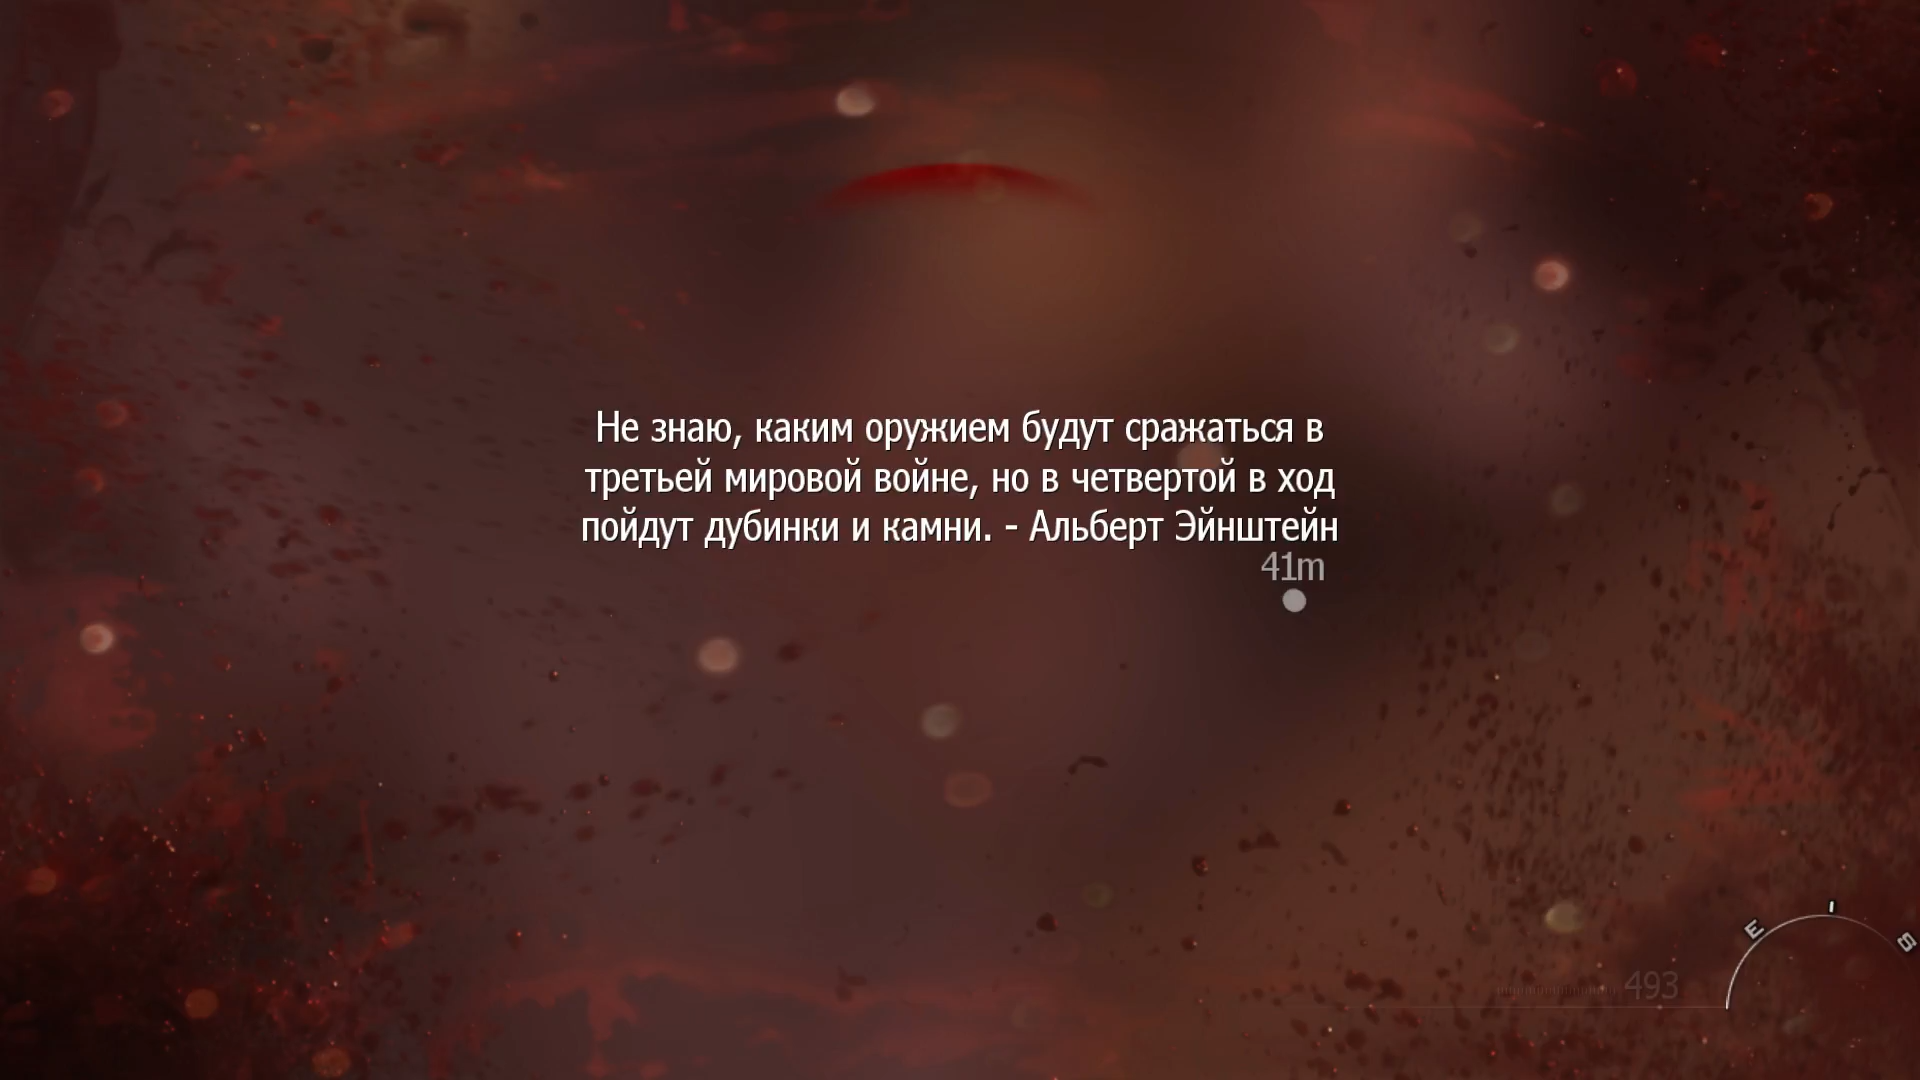 Не знаю, каким оружием будут сражаться в
третьей мировой войне, но в четвертой в ход
пойдут дубинки и камни. - Альберт Эйнштейн
41m
E
S
493